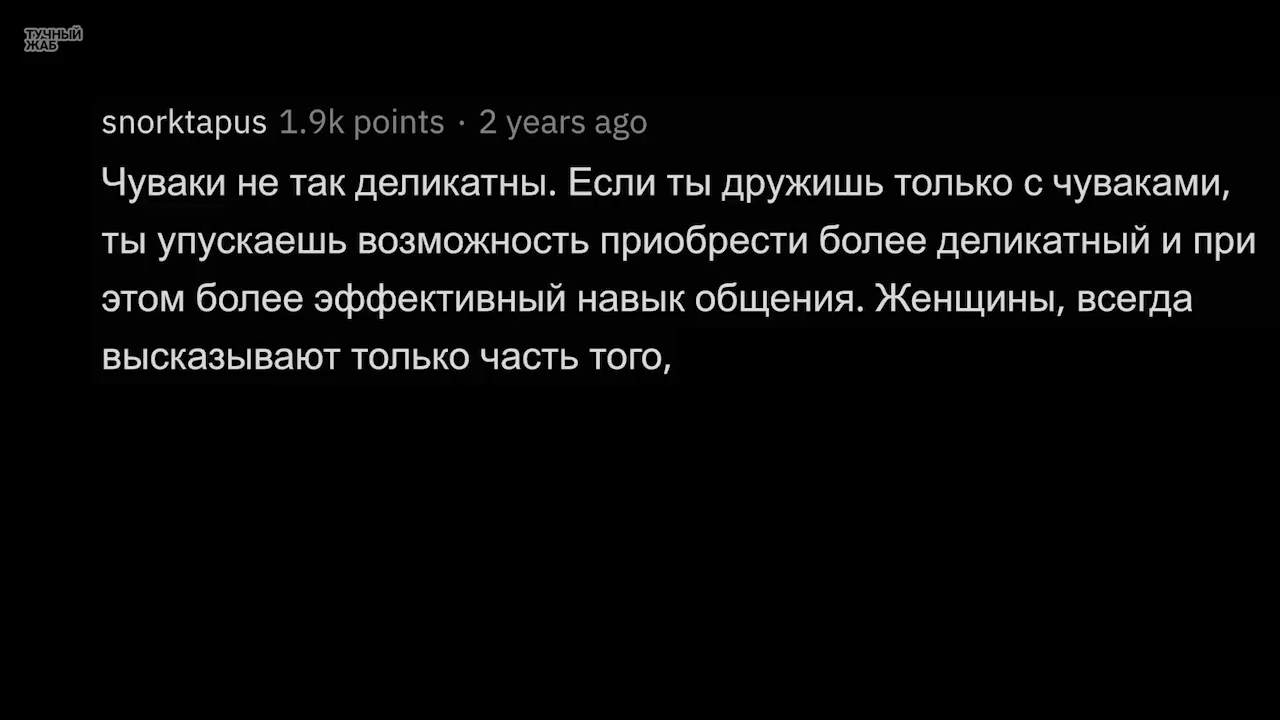 ТУЧНЫЙ
ЖАБ
snorktapus 1.9k points · 2 years ago
Чуваки не так деликатны. Если ты дружишь только с чуваками,
ты упускаешь возможность приобрести более деликатный и при
этом более эффективный навык общения. Женщины, всегда
высказывают только часть того,